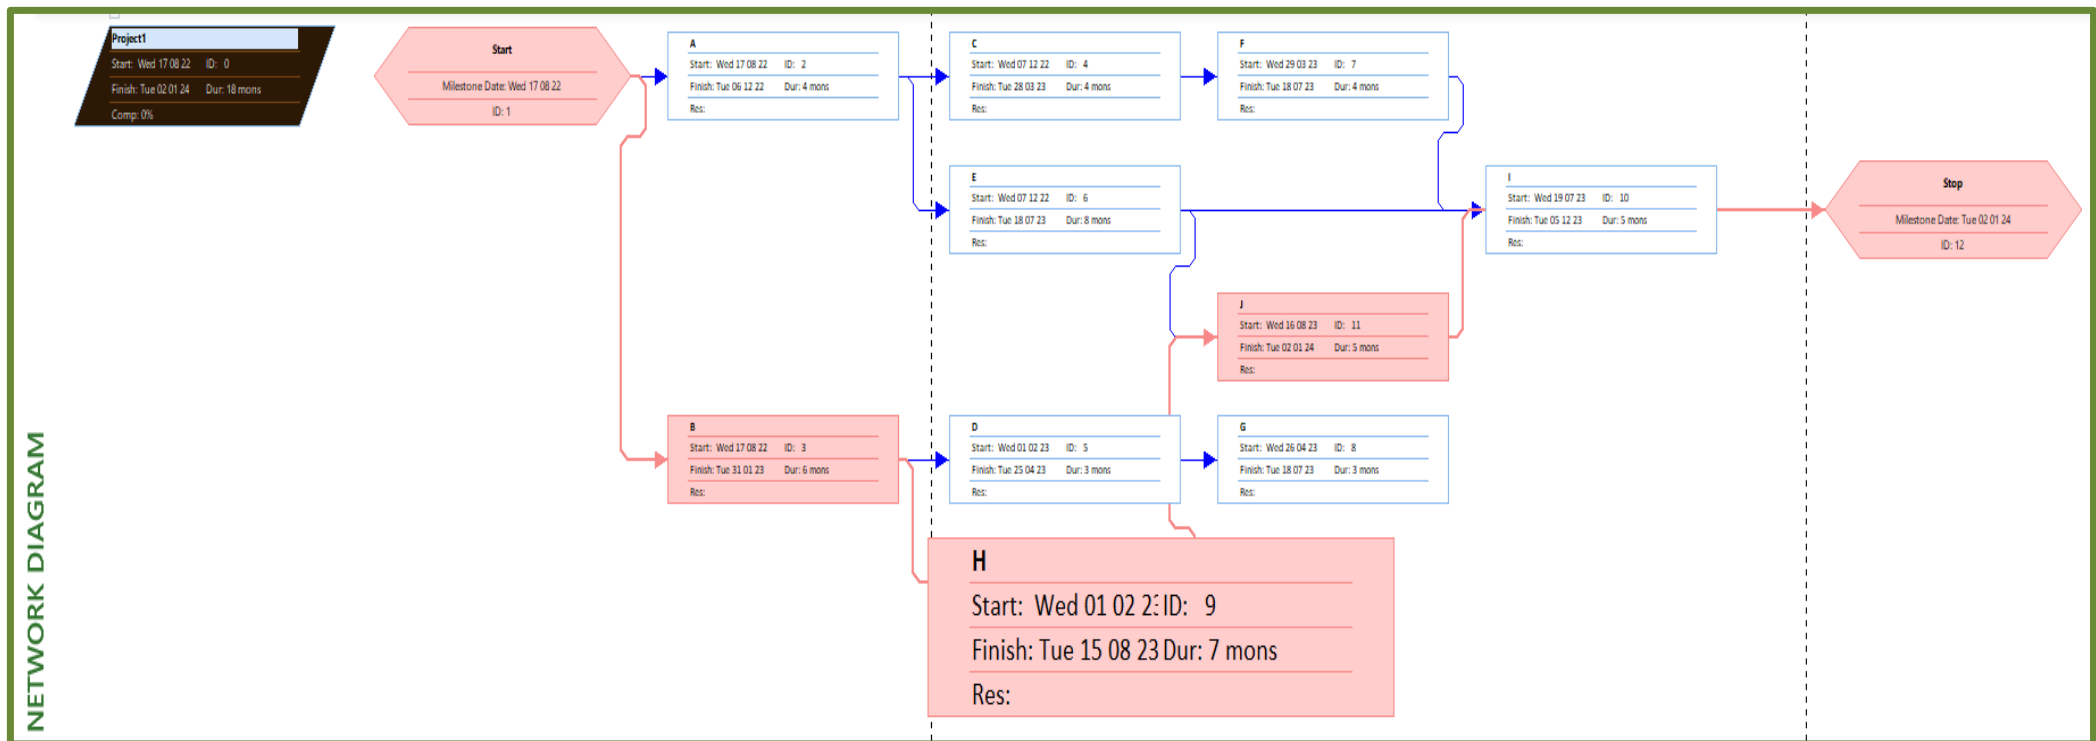 Project1
Start: Wed 17 08 22 ID: 0
Finish: Tue 02 01 24 Dur: 18 mons
Comp: 0%
Start
Milestone Date: Wed 17 08 22
ID: 1
A
Start: Wed 17 08 22 ID: 2
Finish: Tue 06 12 22 Dur: 4 mons
Res:
C
Start: Wed 07 12 22 ID: 4
Finish: Tue 28 03 23 Dur: 4 mons
Res:
F
Start: Wed 29 03 23 ID: 7
Finish: Tue 18 07 23 Dur: 4 mons
Res:
E
Start: Wed 07 12 22 ID: 6
Finish: Tue 18 07 23 Dur: 8 mons
Res:
I
Start: Wed 19 07 23 ID: 10
Finish: Tue 05 12 23 Dur: 5 mons
Res:
Stop
Milestone Date: Tue 02 01 24
ID: 12
J
Start: Wed 16 08 23 ID: 11
Finish: Tue 02 01 24 Dur: 5 mons
Res:
B
Start: Wed 17 08 22 ID: 3
Finish: Tue 31 01 23 Dur: 6 mons
Res:
D
Start: Wed 01 02 23 ID: 5
Finish: Tue 25 04 23 Dur: 3 mons
Res:
G
Start: Wed 26 04 23 ID: 8
Finish: Tue 18 07 23 Dur: 3 mons
Res:
H
Start: Wed 01 02 23 ID: 9
Finish: Tue 15 08 23 Dur: 7 mons
Res:
NETWORK DIAGRAM